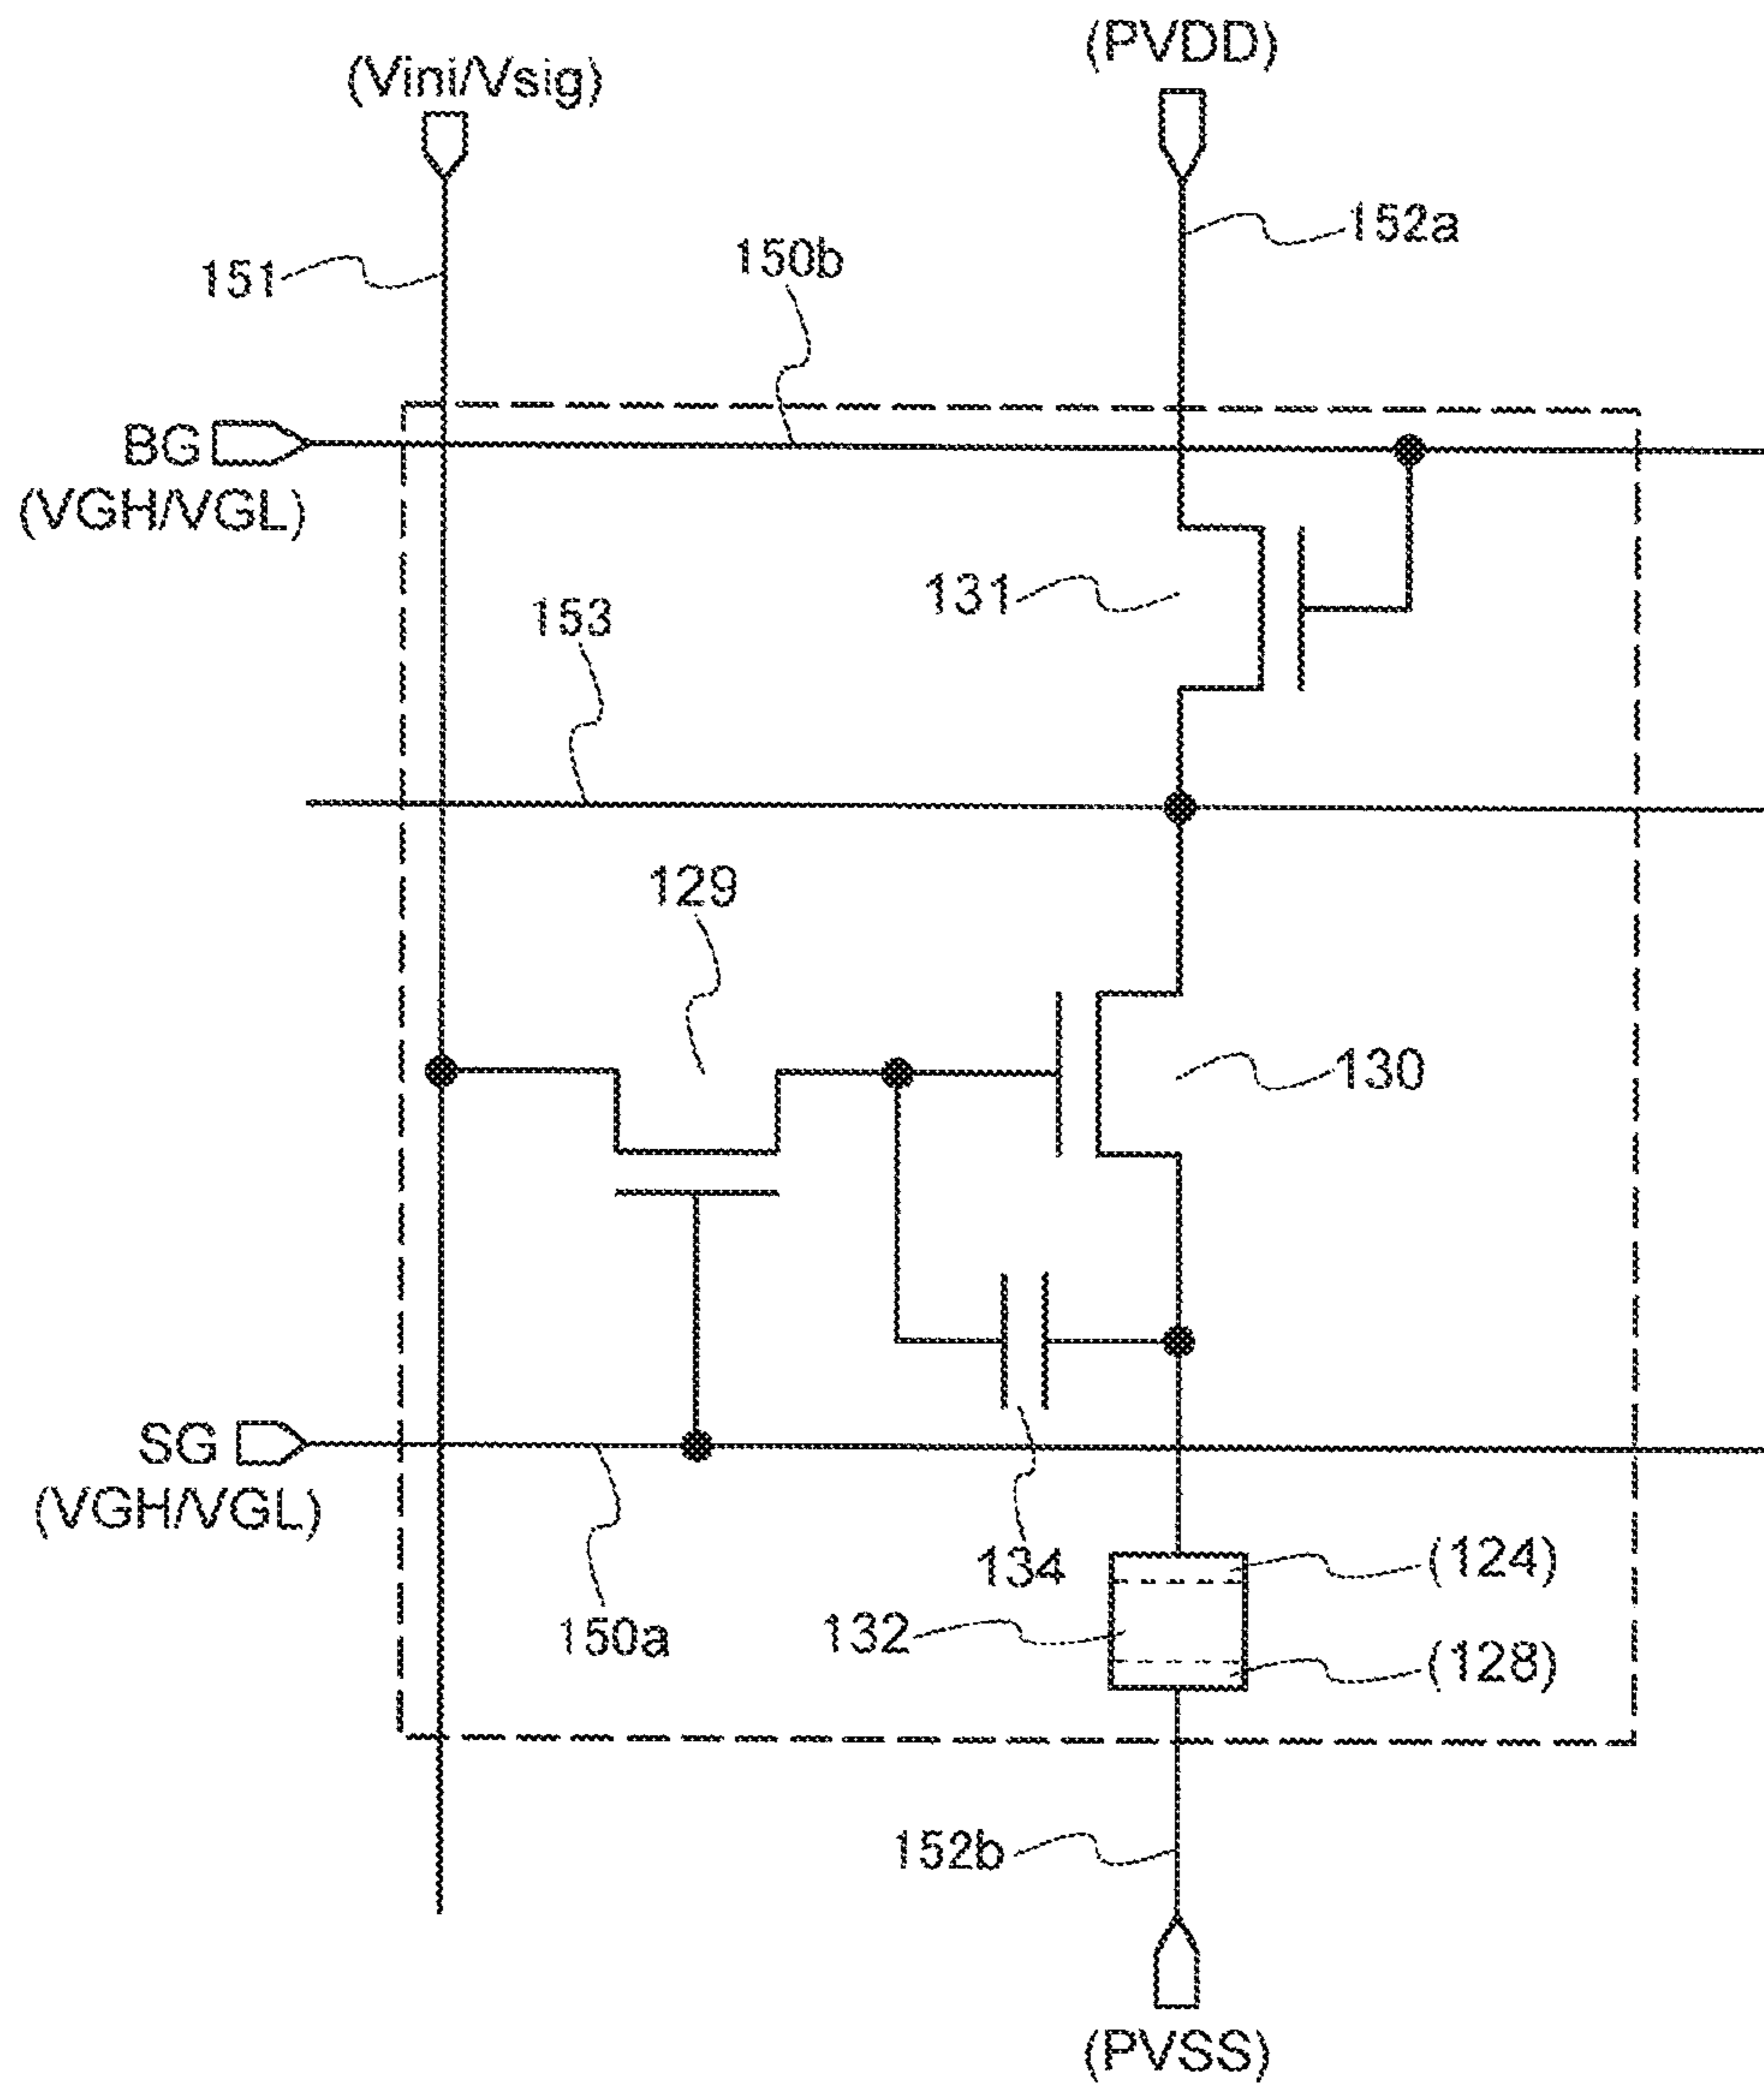 (PVDD)
(Vini/Vsig)
152a
150b
151
BG
(VGH/VGL)
131
153
129
130
SG
(VGH/VGL)
134
(124)
150a
132
(128)
152b
(PVSS)